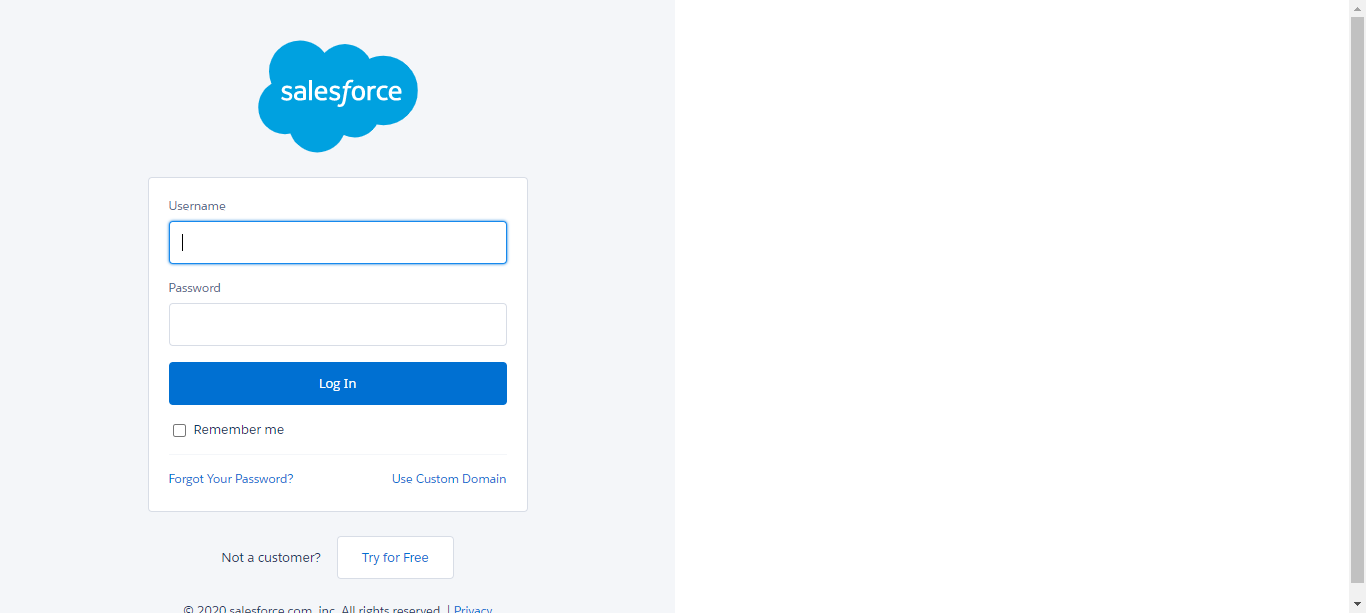 salesforce
Username
Password
Log In
Remember me
Forgot Your Password? Use Custom Domain
Not a customer? Try for Free
© 2020 salesforce.com, inc. All rights reserved. | Privacy